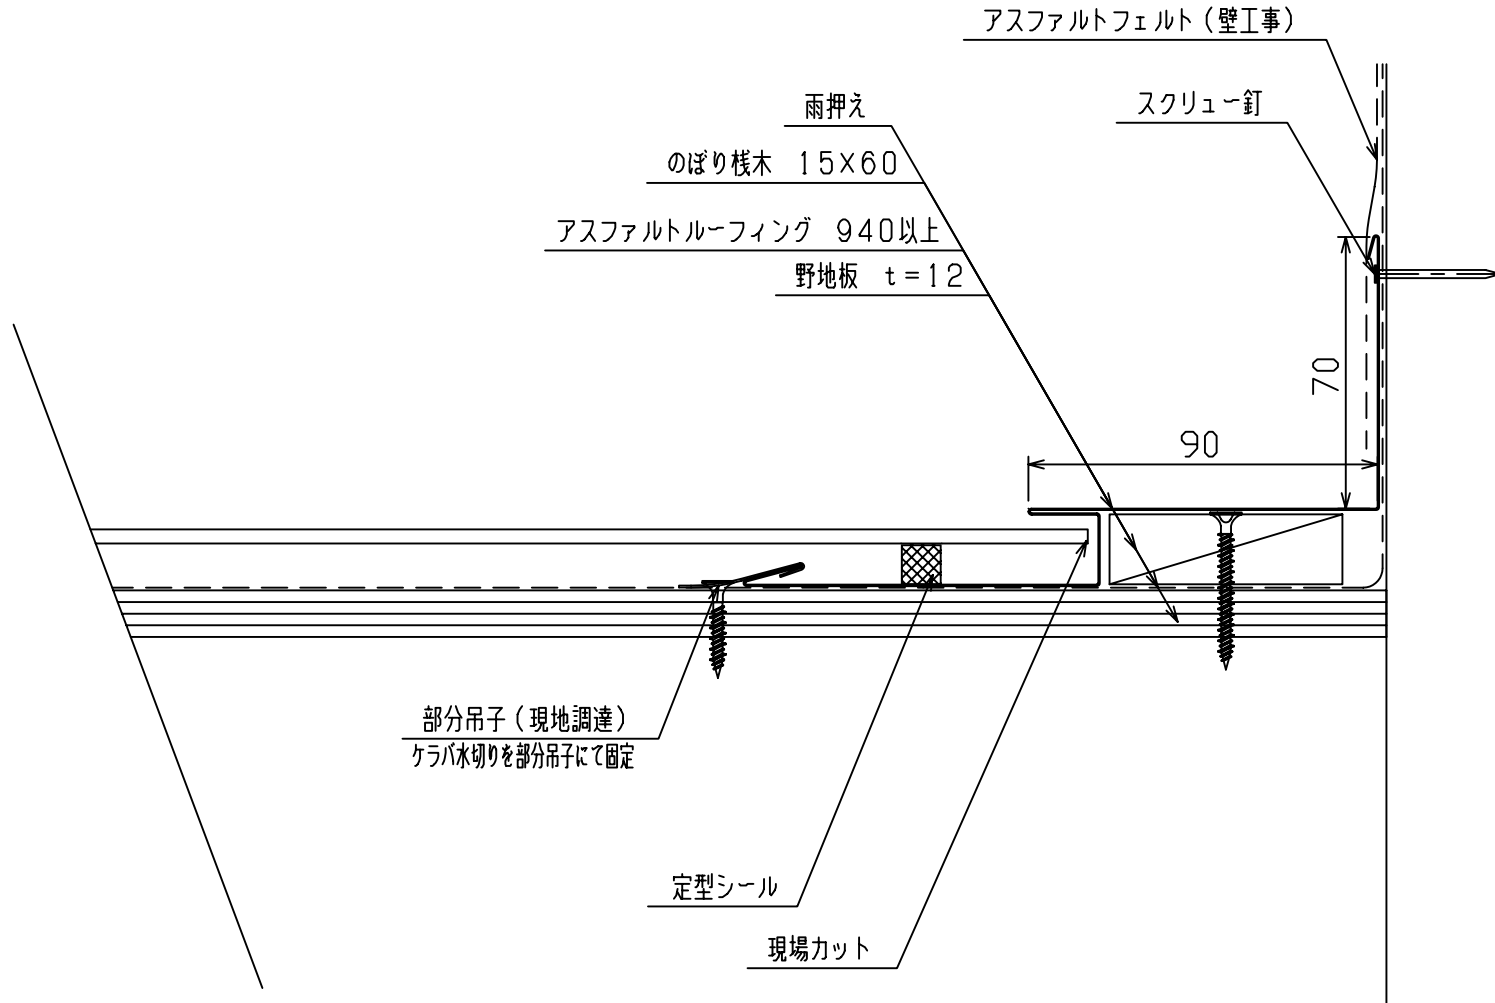 アスファルトフェルト（壁工事）
スクリュー釘
雨押え
のぼり桟木　15×60
アスファルトルーフィング　940以上
野地板　t＝12
70
90
部分吊子（現地調達）
ケラバ水切りを部分吊子にて固定
定型シール
現場カット